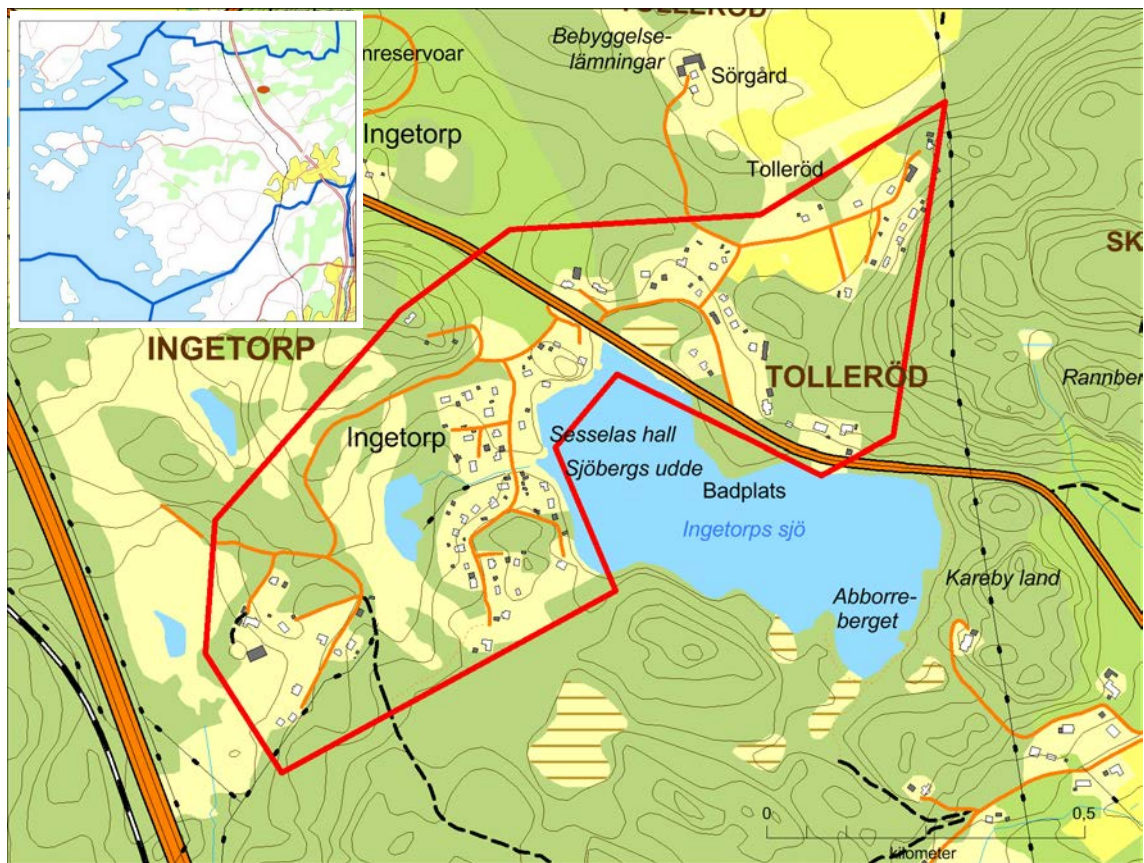 TOLLERÖD
Bebyggelse-
lämningar
nreservoar
Sörgård
Ingetorp
Tolleröd
SK
INGETORP
TOLLERÖD
Rannber
Ingetorp
Sesselas hall
Sjöbergs udde
Badplats
Ingetorps sjö
Kareby land
Abborre-
berget
0
0,5
kilometer